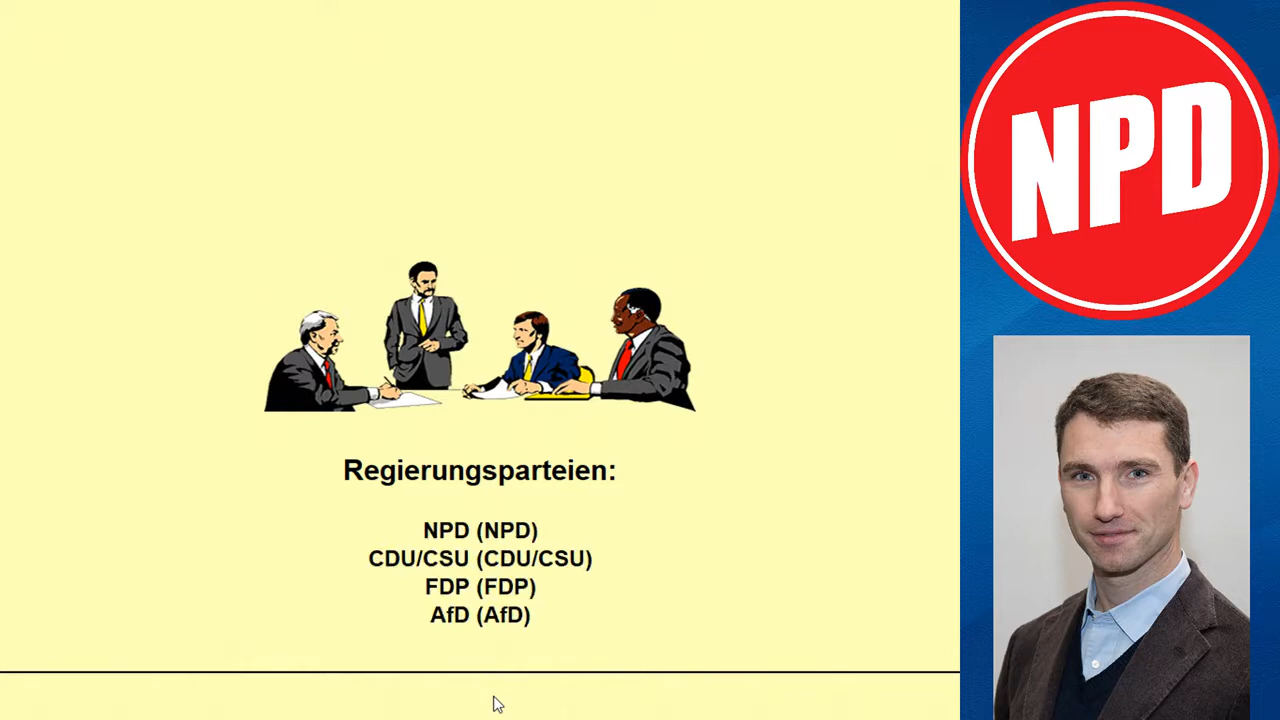 Regierungsparteien:
NPD (NPD)
CDU/CSU (CDU/CSU)
FDP (FDP)
AfD (AfD)
NPD